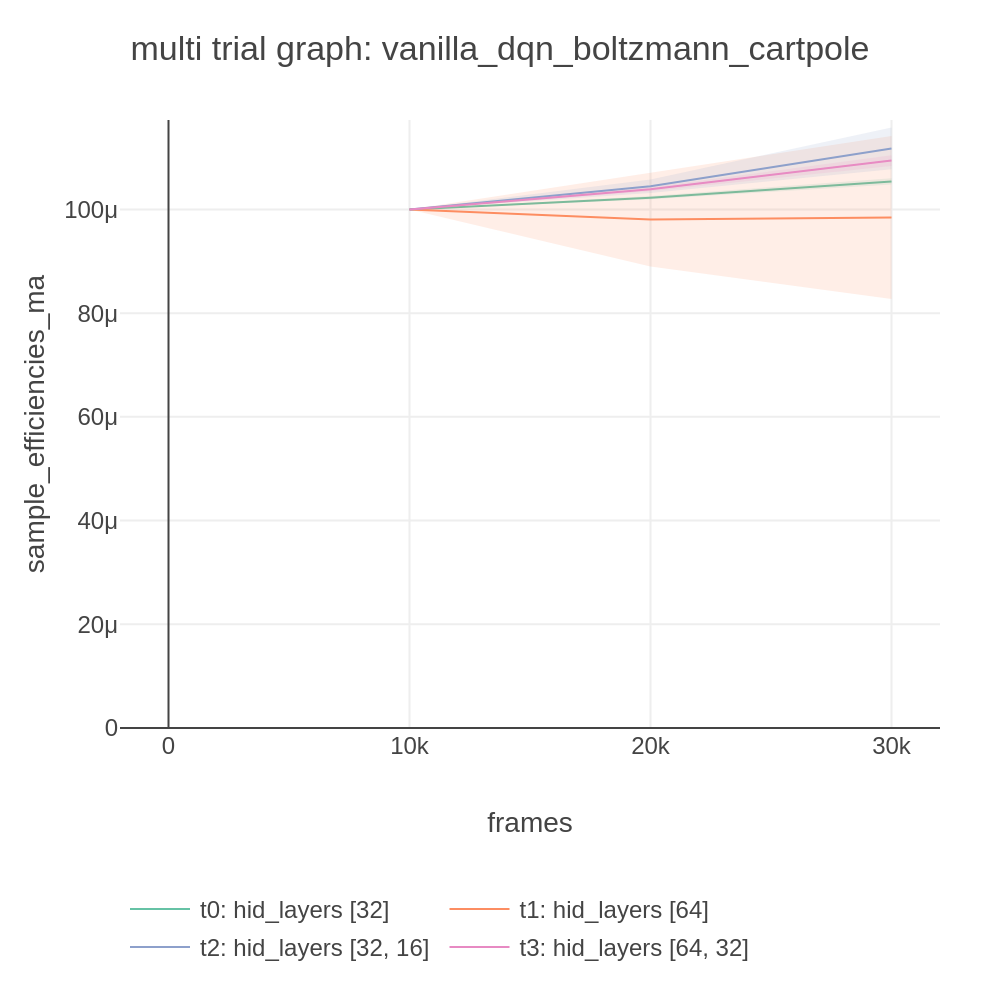 multi trial graph: vanilla_dqn_boltzmann_cartpole
sample_efficiencies_ma
100μ
80μ
60μ
40μ
20μ
0
0 10k 20k 30k
frames
t0: hid_layers [32] t1: hid_layers [64]
t2: hid_layers [32, 16] t3: hid_layers [64, 32]